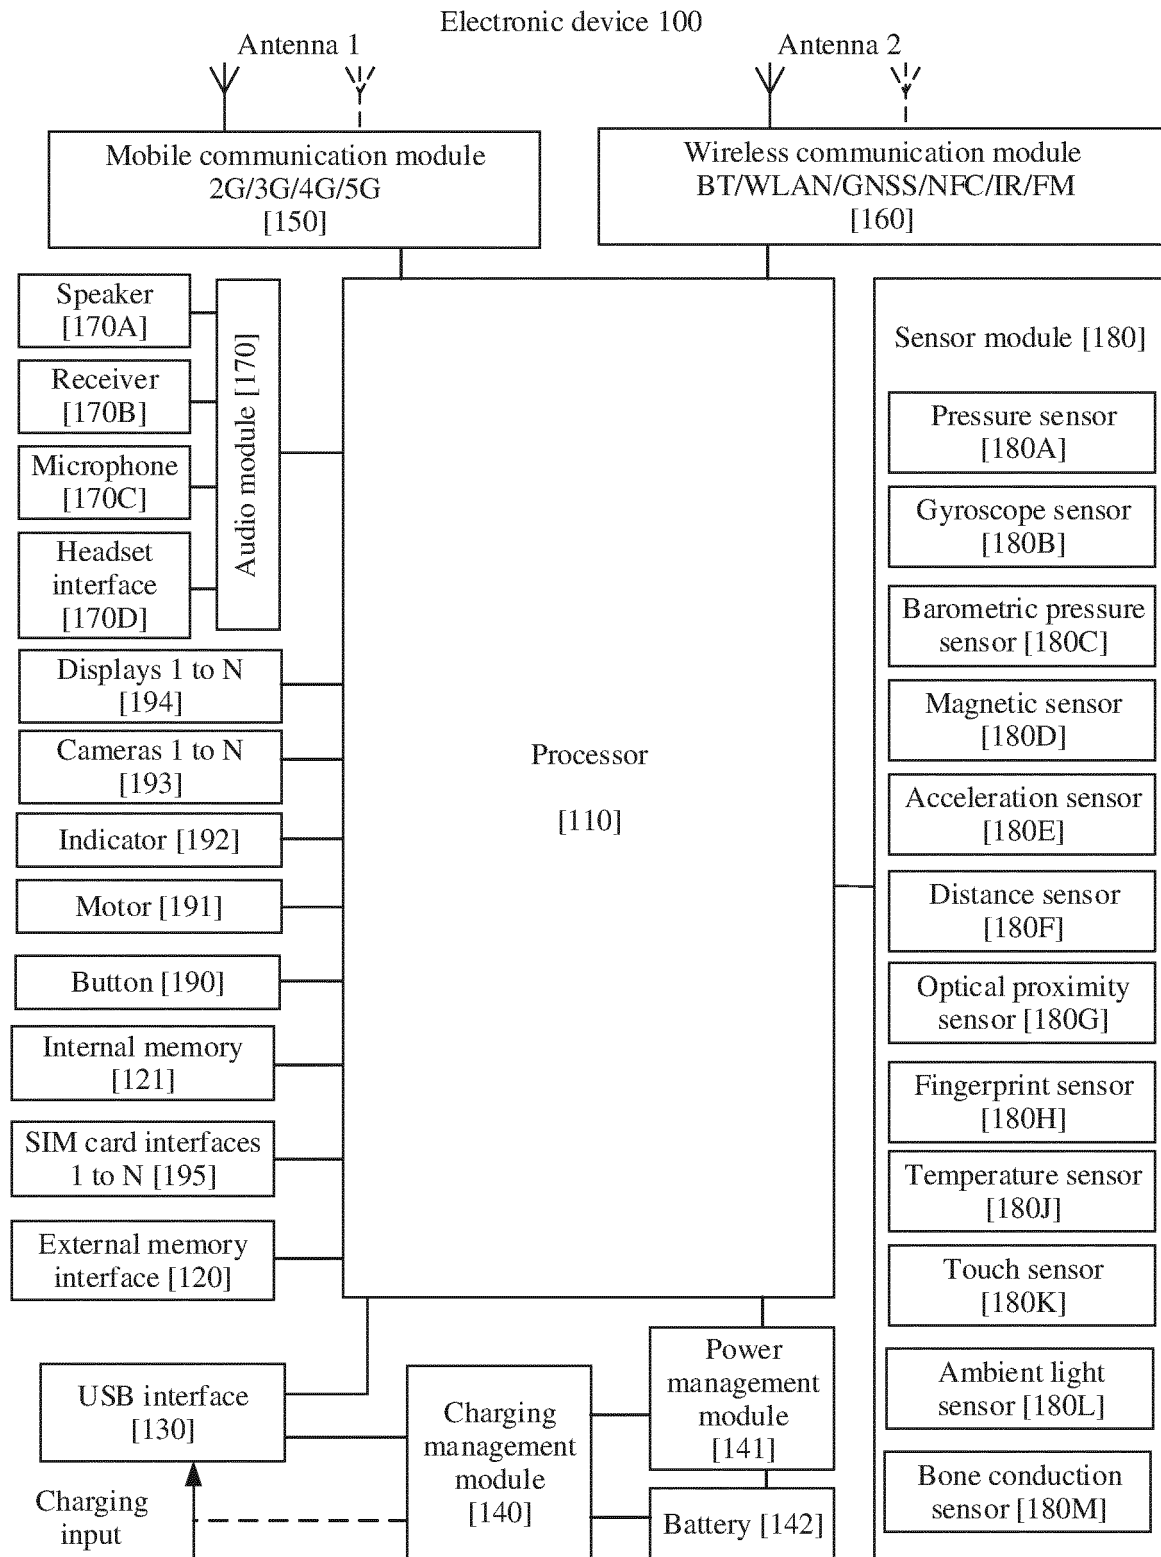 Electronic device 100
Antenna 1
Antenna 2
Mobile communication module
2G/3G/4G/5G
[150]
Wireless communication module
BT/WLAN/GNSS/NFC/IR/FM
[160]
Speaker
[170A]
Receiver
[170B]
Microphone
[170C]
Headset
interface
[170D]
Audio module [170]
Displays 1 to N
[194]
Cameras 1 to N
[193]
Indicator [192]
Motor [191]
Button [190]
Internal memory
[121]
SIM card interfaces
1 to N [195]
External memory
interface [120]
Processor
[110]
Sensor module [180]
Pressure sensor
[180A]
Gyroscope sensor
[180B]
Barometric pressure
sensor [180C]
Magnetic sensor
[180D]
Acceleration sensor
[180E]
Distance sensor
[180F]
Optical proximity
sensor [180G]
Fingerprint sensor
[180H]
Temperature sensor
[180J]
Touch sensor
[180K]
Ambient light
sensor [180L]
Bone conduction
sensor [180M]
USB interface
[130]
Charging
input
Charging
management
module
[140]
Power
management
module
[141]
Battery [142]